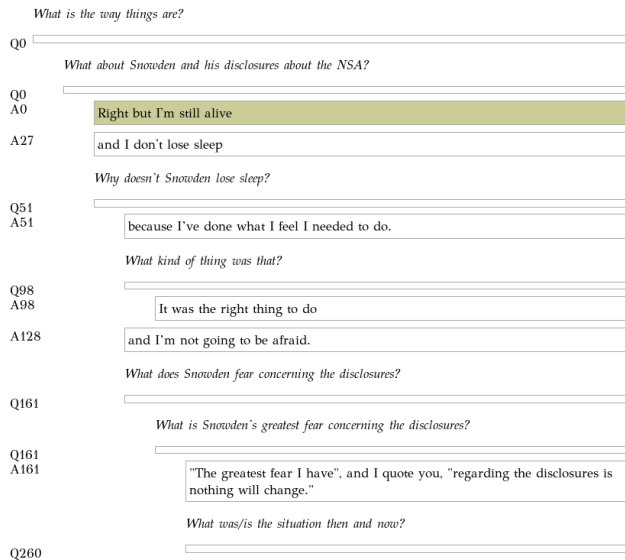 What is the way things are?
Q0
What about Snowden and his disclosures about the NSA?
Q0
A0 Right but I'm still alive
A27 and I don't lose sleep
Why doesn't Snowden lose sleep?
Q51
A51 because I've done what I feel I needed to do.
What kind of thing was that?
Q98
A98 It was the right thing to do
A128 and I'm not going to be afraid.
What does Snowden fear concerning the disclosures?
Q161
What is Snowden's greatest fear concerning the disclosures?
Q161
A161 "The greatest fear I have", and I quote you, "regarding the disclosures is
nothing will change."
What was/is the situation then and now?
Q260